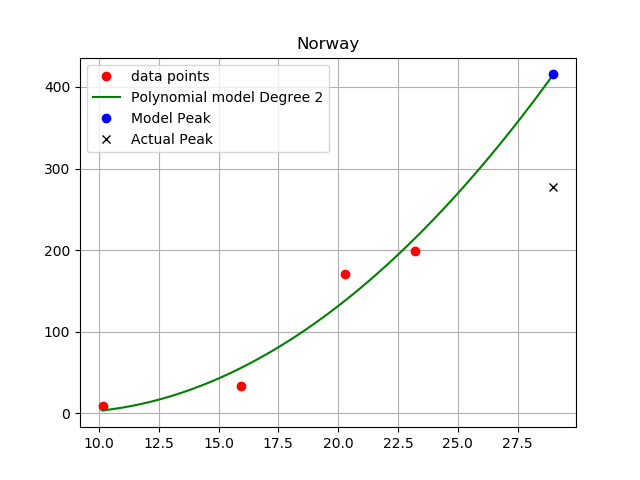 Norway
data points
Polynomial model Degree 2
Model Peak
Actual Peak
400
300
200
100
0
10.0 12.5 15.0 17.5 20.0 22.5 25.0 27.5